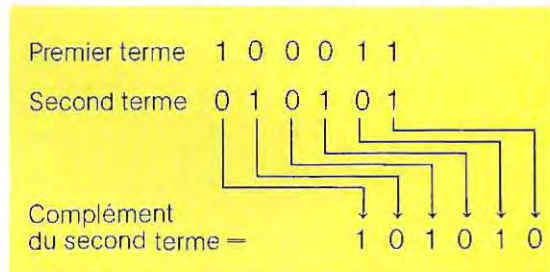 Premier terme 1 0 0 0 1 1
Second terme 0 1 0 1 0 1
Complément
du second terme = 1 0 1 0 1 0